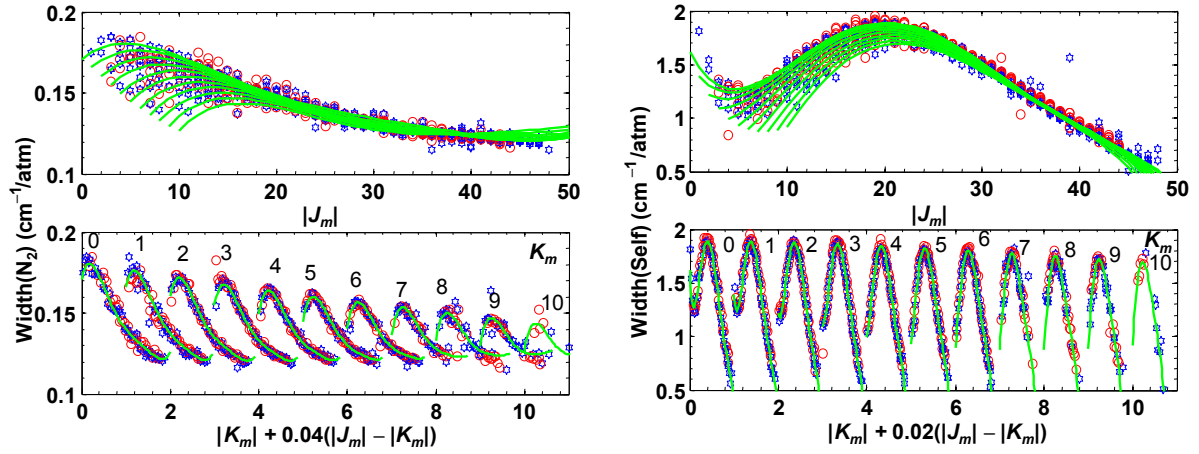 0.2
0.15
0.1
0 10 20 30 40 50
|J_m|
2
1.5
1
0.5
0 10 20 30 40 50
|J_m|
Width(N₂) (cm⁻¹/atm)
0.2
0.15
0.1
0 1 2 3 4 5 6 7 8 9 10
K_m
0 2 4 6 8 10
|K_m| + 0.04(|J_m| − |K_m|)
Width(Self) (cm⁻¹/atm)
2
1.5
1
0.5
0 1 2 3 4 5 6 7 8 9 10
K_m
0 2 4 6 8 10
|K_m| + 0.02(|J_m| − |K_m|)